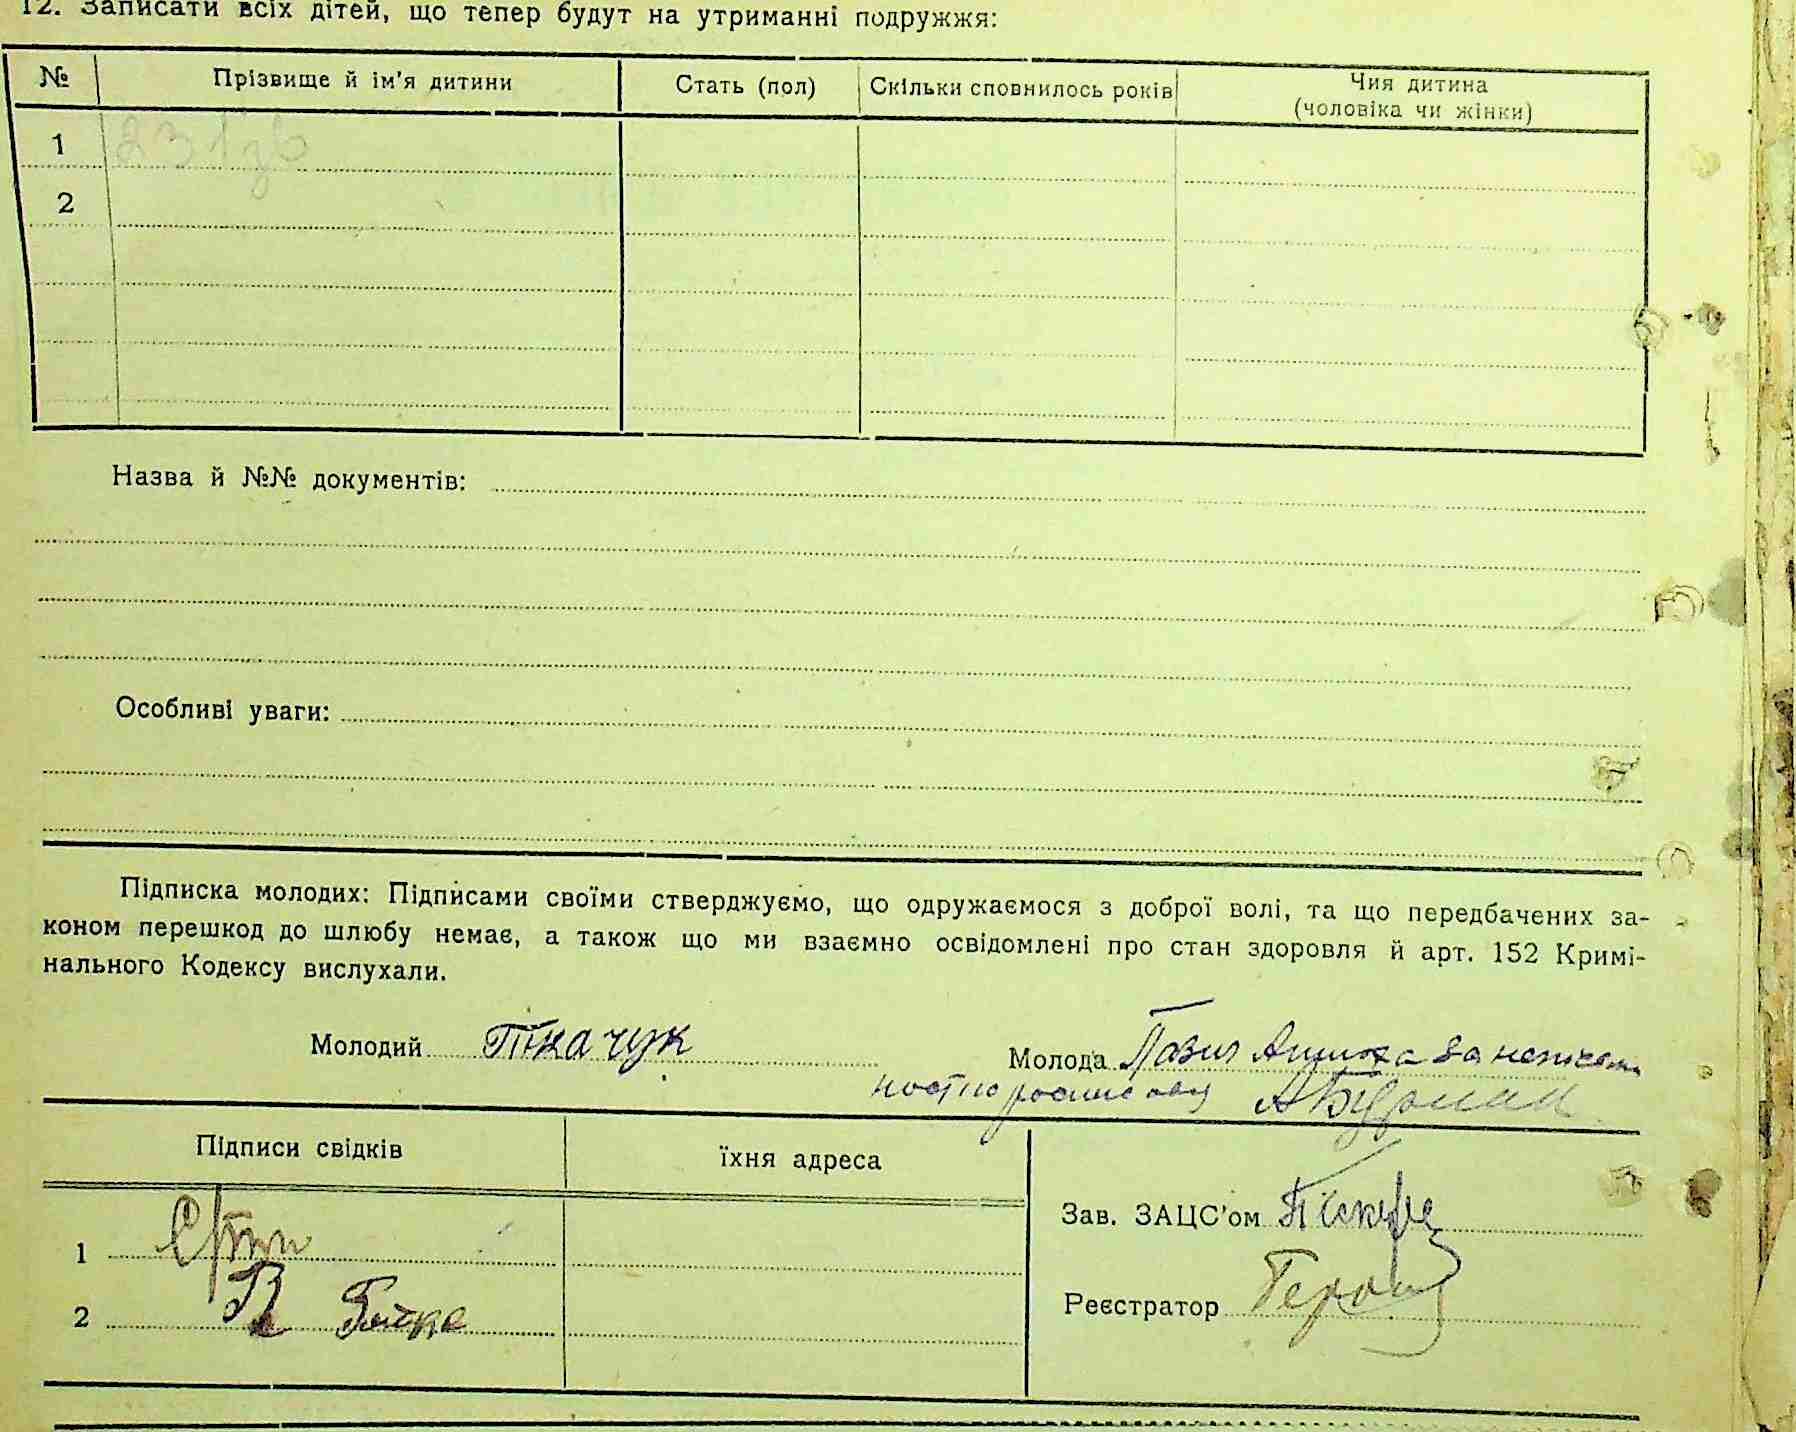 12. Записати всіх дітей, що тепер будут на утриманні подружжя:
№ Прізвище й ім'я дитини Стать (пол) Скільки сповнилось років Чия дитина
(чоловіка чи жінки)
1
2
Назва й №№ документів:
Особливі уваги:
Підписка молодих: Підписами своїми стверджуємо, що одружаємося з доброї волі, та що передбачених за-
коном перешкод до шлюбу немає, а також що ми взаємно освідомлені про стан здоровля й арт. 152 Кримі-
нального Кодексу вислухали.
Молодий Ткачук Молода за
Підписи свідків їхня адреса
Зав. ЗАЦС'ом
1
Реєстратор
2